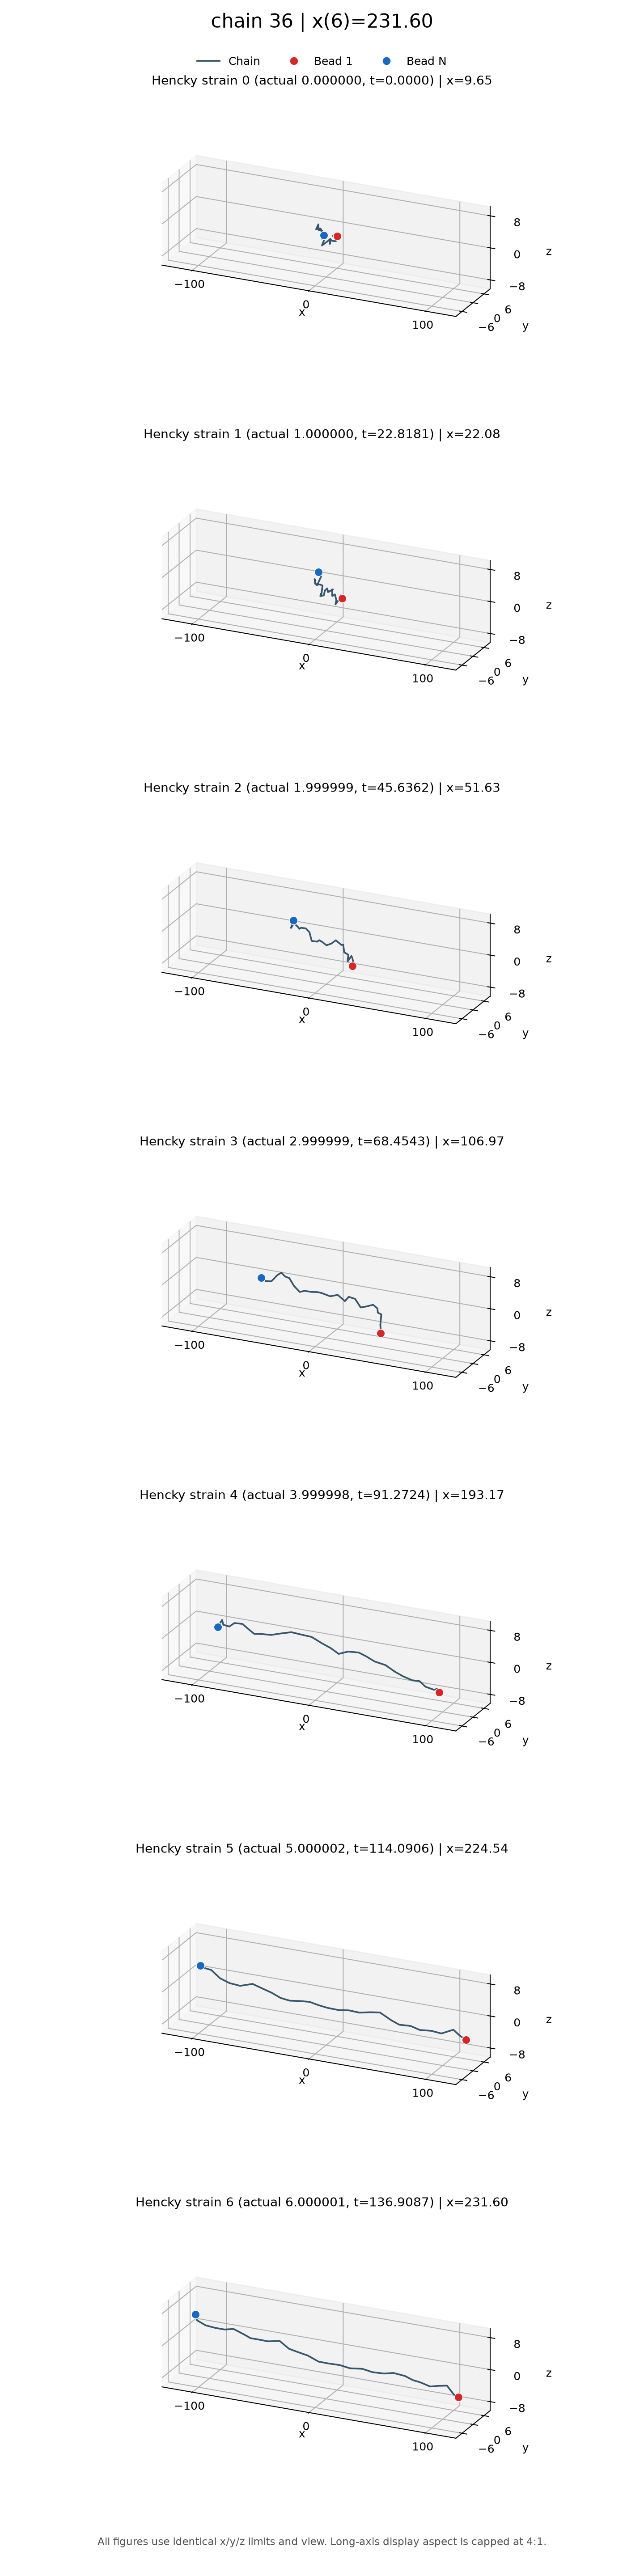 chain 36 | x(6)=231.60
Chain
Bead 1
Bead N
Hencky strain 0 (actual 0.000000, t=0.0000) | x=9.65
8
0
−8
z
6
0
−6
y
−100
0
100
x
Hencky strain 1 (actual 1.000000, t=22.8181) | x=22.08
8
0
−8
z
6
0
−6
y
−100
0
100
x
Hencky strain 2 (actual 1.999999, t=45.6362) | x=51.63
8
0
−8
z
6
0
−6
y
−100
0
100
x
Hencky strain 3 (actual 2.999999, t=68.4543) | x=106.97
8
0
−8
z
6
0
−6
y
−100
0
100
x
Hencky strain 4 (actual 3.999998, t=91.2724) | x=193.17
8
0
−8
z
6
0
−6
y
−100
0
100
x
Hencky strain 5 (actual 5.000002, t=114.0906) | x=224.54
8
0
−8
z
6
0
−6
y
−100
0
100
x
Hencky strain 6 (actual 6.000001, t=136.9087) | x=231.60
8
0
−8
z
6
0
−6
y
−100
0
100
x
All figures use identical x/y/z limits and view. Long-axis display aspect is capped at 4:1.